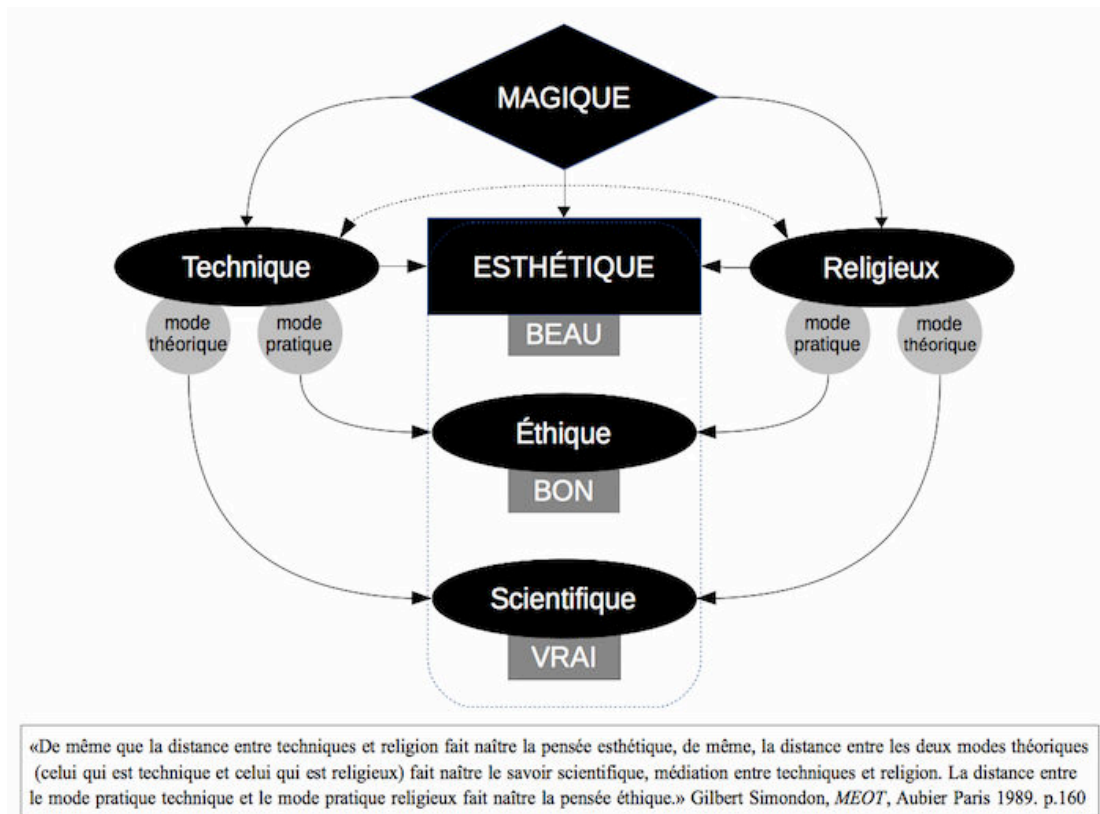 MAGIQUE
Technique
ESTHÉTIQUE
Religieux
mode
théorique
mode
pratique
BEAU
mode
pratique
mode
théorique
Éthique
BON
Scientifique
VRAI
«De même que la distance entre techniques et religion fait naître la pensée esthétique, de même, la distance entre les deux modes théoriques
(celui qui est technique et celui qui est religieux) fait naître le savoir scientifique, médiation entre techniques et religion. La distance entre
le mode pratique technique et le mode pratique religieux fait naître la pensée éthique.» Gilbert Simondon, MEOT, Aubier Paris 1989. p.160